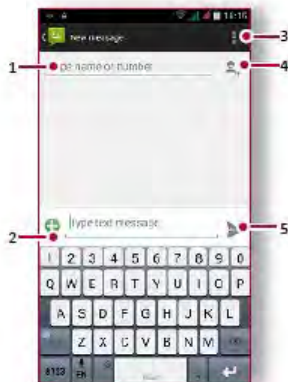 16:16
New message
3
1
pe name or number
4
Type text message
5
2
1 2 3 4 5 6 7 8 9 0
Q W E R T Y U I O P
A S D F G H J K L
Z X C V B N M
EN